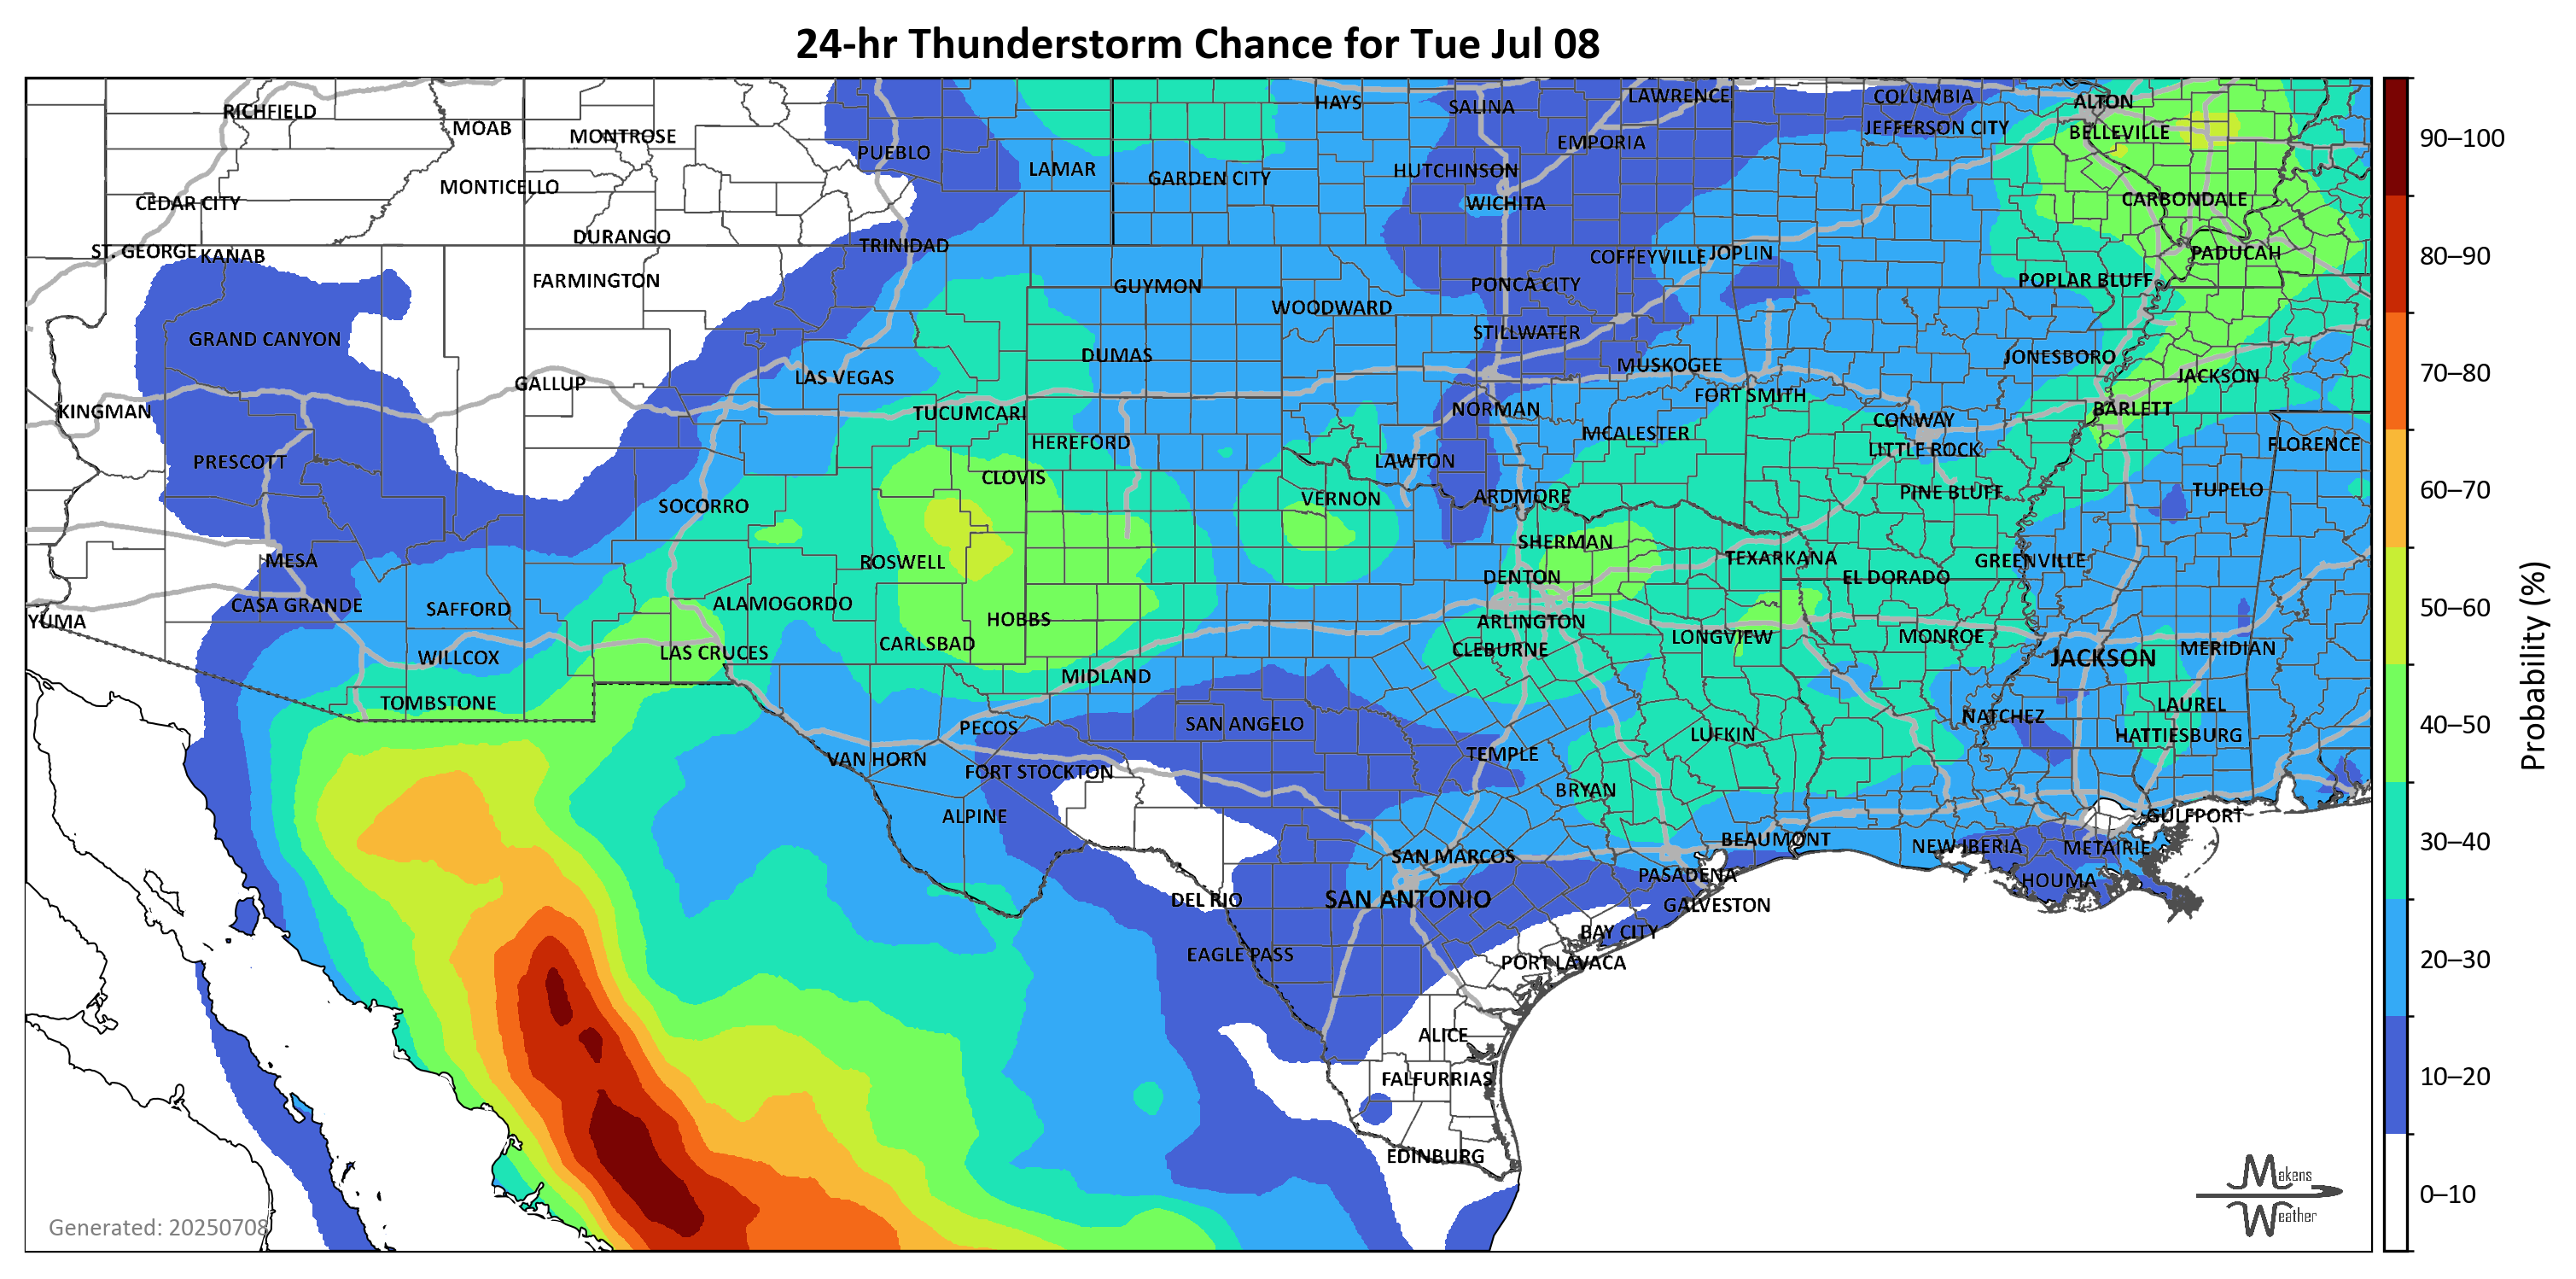 24-hr Thunderstorm Chance for Tue Jul 08
RICHFIELD
MOAB
MONTROSE
PUEBLO
LAMAR
HAYS
SALINA
LAWRENCE
COLUMBIA
ALTON
EMPORIA
JEFFERSON CITY
BELLEVILLE
CEDAR CITY
MONTICELLO
GARDEN CITY
HUTCHINSON
WICHITA
CARBONDALE
ST. GEORGE
KANAB
DURANGO
TRINIDAD
COFFEYVILLE
JOPLIN
PADUCAH
FARMINGTON
GUYMON
WOODWARD
PONCA CITY
POPLAR BLUFF
GRAND CANYON
DUMAS
STILLWATER
MUSKOGEE
JONESBORO
JACKSON
KINGMAN
GALLUP
LAS VEGAS
TUCUMCARI
NORMAN
FORT SMITH
CONWAY
BARLETT
PRESCOTT
HEREFORD
CLOVIS
LAWTON
MCALESTER
LITTLE ROCK
FLORENCE
SOCORRO
VERNON
ARDMORE
PINE BLUFF
TUPELO
MESA
ROSWELL
SHERMAN
TEXARKANA
GREENVILLE
CASA GRANDE
SAFFORD
ALAMOGORDO
DENTON
EL DORADO
YUMA
HOBBS
ARLINGTON
WILLCOX
LAS CRUCES
CARLSBAD
CLEBURNE
LONGVIEW
MONROE
JACKSON
MERIDIAN
TOMBSTONE
MIDLAND
PECOS
SAN ANGELO
LUFKIN
NATCHEZ
LAUREL
HATTIESBURG
VAN HORN
FORT STOCKTON
TEMPLE
BRYAN
ALPINE
BEAUMONT
GULFPORT
SAN MARCOS
NEW IBERIA
METAIRIE
DEL RIO
SAN ANTONIO
PASADENA
HOUMA
GALVESTON
EAGLE PASS
BAY CITY
PORT LAVACA
ALICE
FALFURRIAS
EDINBURG
Generated: 20250708
Makens
Weather
90–100
80–90
70–80
60–70
50–60
40–50
30–40
20–30
10–20
0–10
Probability (%)